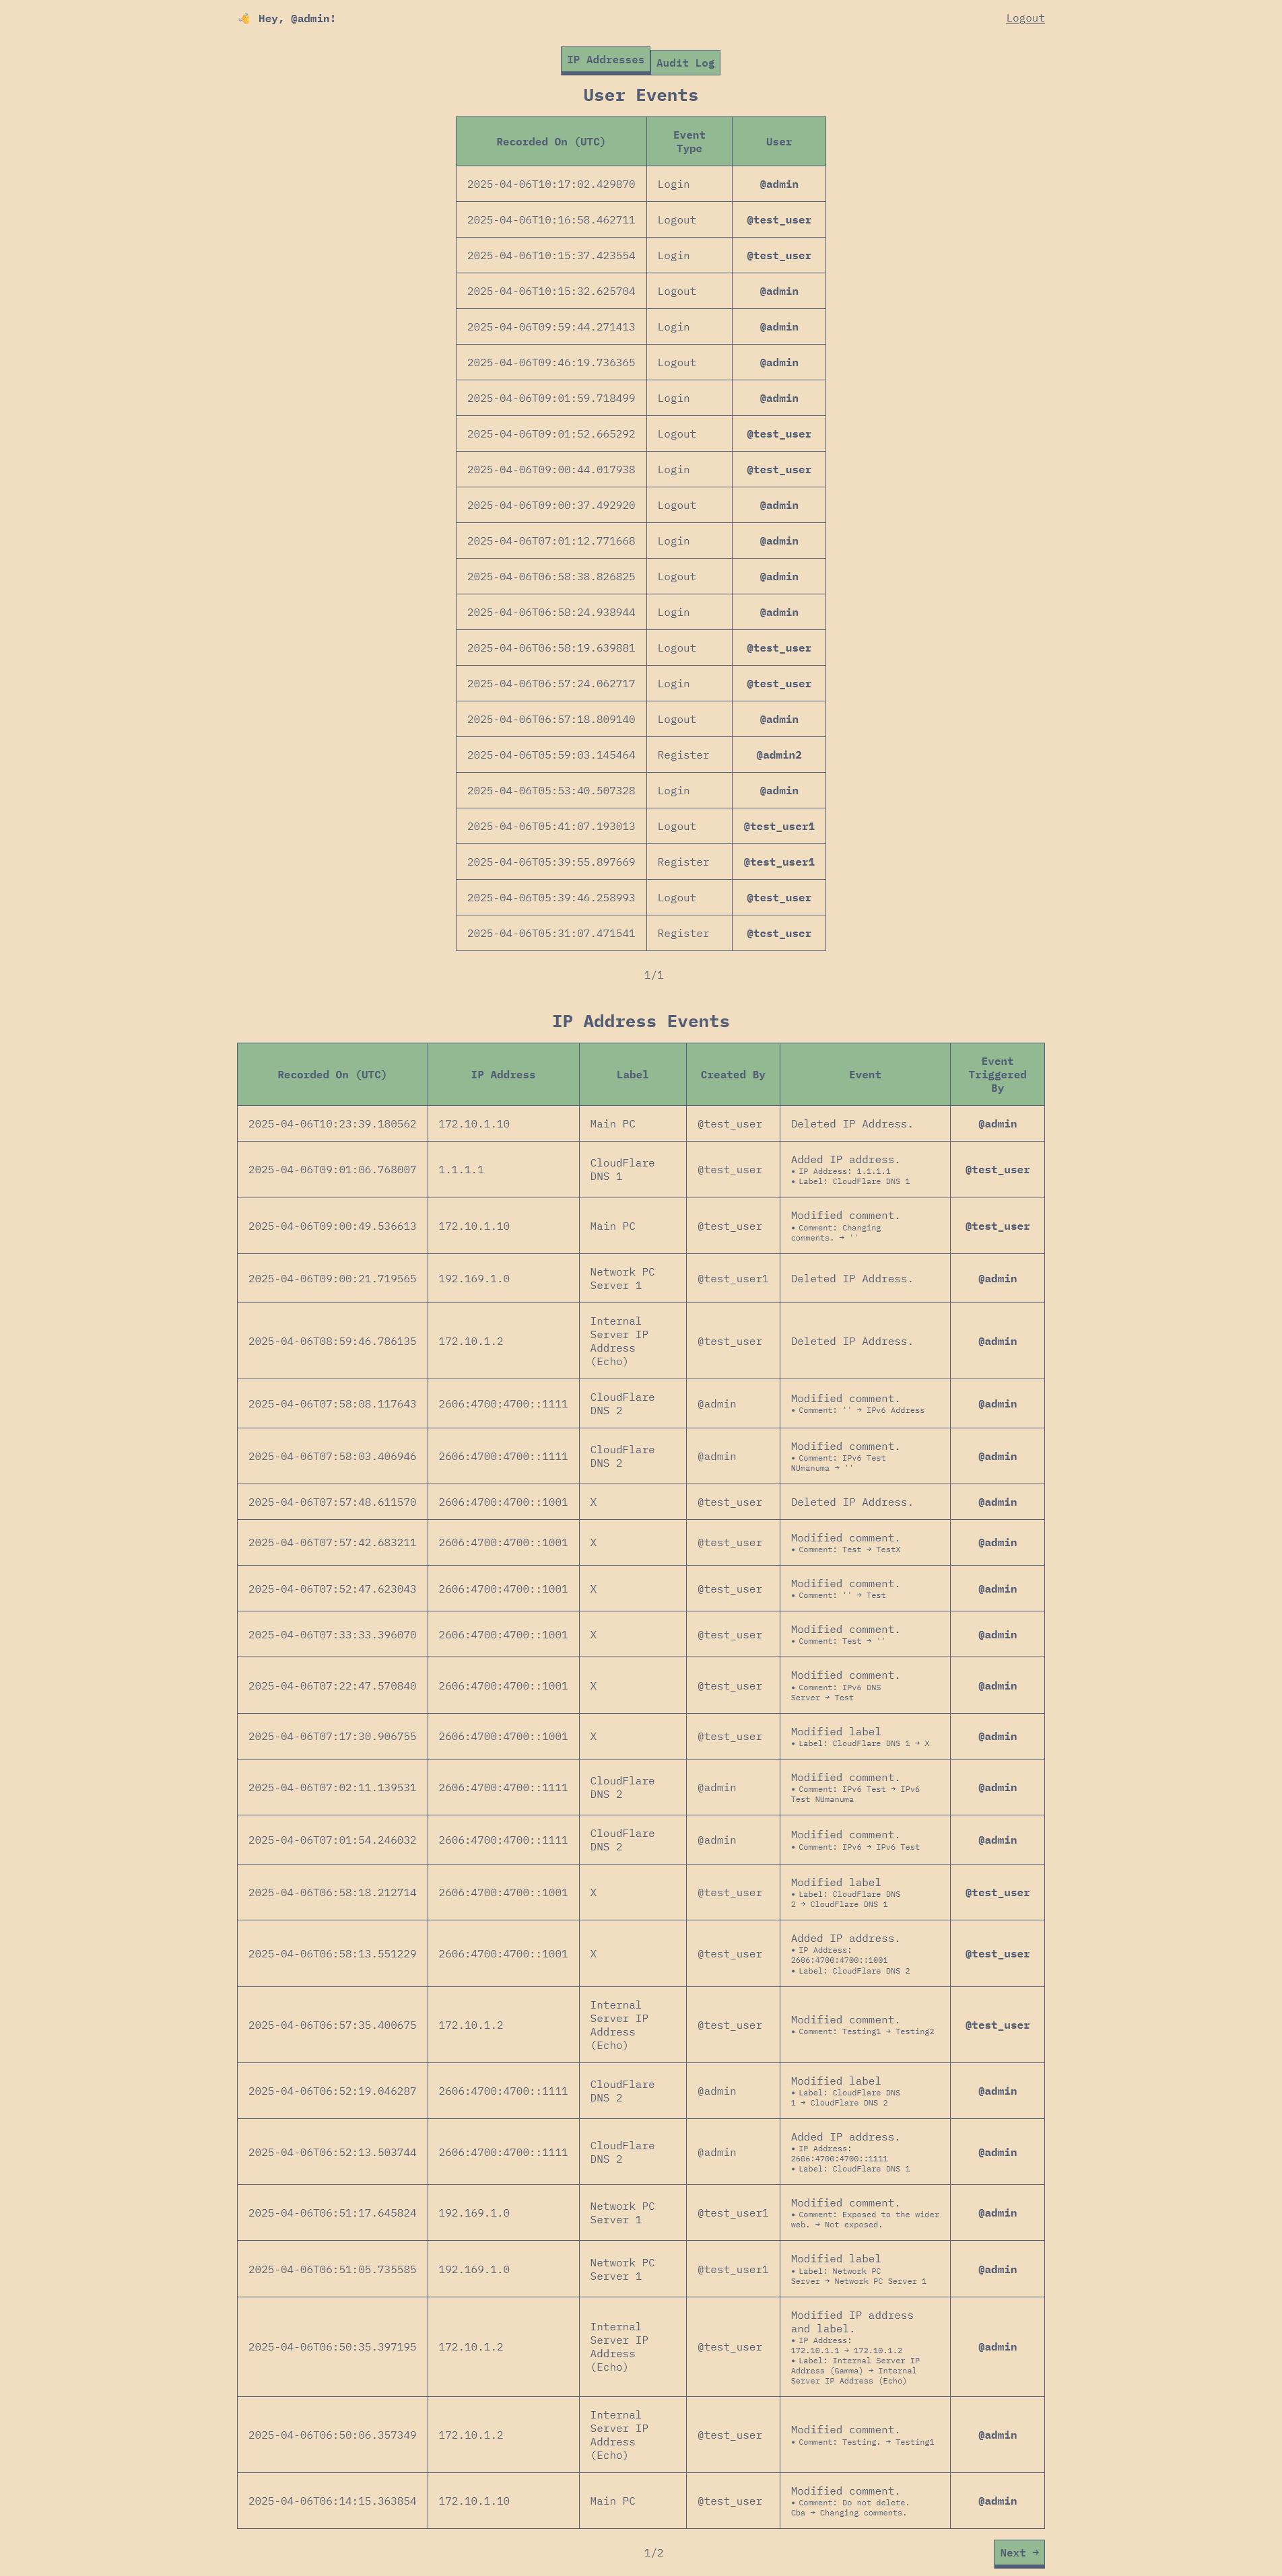 👋 Hey, @admin! Logout
IP Addresses Audit Log
User Events
Recorded On (UTC) Event Type User
2025-04-06T10:17:02.429870 Login @admin
2025-04-06T10:16:58.462711 Logout @test_user
2025-04-06T10:15:37.423554 Login @test_user
2025-04-06T10:15:32.625704 Logout @admin
2025-04-06T09:59:44.271413 Login @admin
2025-04-06T09:46:19.736365 Logout @admin
2025-04-06T09:01:59.718499 Login @admin
2025-04-06T09:01:52.665292 Logout @test_user
2025-04-06T09:00:44.017938 Login @test_user
2025-04-06T09:00:37.492920 Logout @admin
2025-04-06T07:01:12.771668 Login @admin
2025-04-06T06:58:38.826825 Logout @admin
2025-04-06T06:58:24.938944 Login @admin
2025-04-06T06:58:19.639881 Logout @test_user
2025-04-06T06:57:24.062717 Login @test_user
2025-04-06T06:57:18.809140 Logout @admin
2025-04-06T05:59:03.145464 Register @admin2
2025-04-06T05:53:40.507328 Login @admin
2025-04-06T05:41:07.193013 Logout @test_user1
2025-04-06T05:39:55.897669 Register @test_user1
2025-04-06T05:39:46.258993 Logout @test_user
2025-04-06T05:31:07.471541 Register @test_user
1/1
IP Address Events
Recorded On (UTC) IP Address Label Created By Event Event Triggered By
2025-04-06T10:23:39.180562 172.10.1.10 Main PC @test_user Deleted IP Address. @admin
2025-04-06T09:01:06.768007 1.1.1.1 CloudFlare DNS 1 @test_user Added IP address. • IP Address: 1.1.1.1 • Label: CloudFlare DNS 1 @test_user
2025-04-06T09:00:49.536613 172.10.1.10 Main PC @test_user Modified comment. • Comment: Changing comments. → '' @test_user
2025-04-06T09:00:21.719565 192.169.1.0 Network PC Server 1 @test_user1 Deleted IP Address. @admin
2025-04-06T08:59:46.786135 172.10.1.2 Internal Server IP Address (Echo) @test_user Deleted IP Address. @admin
2025-04-06T07:58:08.117643 2606:4700:4700::1111 CloudFlare DNS 2 @admin Modified comment. • Comment: '' → IPv6 Address @admin
2025-04-06T07:58:03.406946 2606:4700:4700::1111 CloudFlare DNS 2 @admin Modified comment. • Comment: IPv6 Test NUmanuma → '' @admin
2025-04-06T07:57:48.611570 2606:4700:4700::1001 X @test_user Deleted IP Address. @admin
2025-04-06T07:57:42.683211 2606:4700:4700::1001 X @test_user Modified comment. • Comment: Test → TestX @admin
2025-04-06T07:52:47.623043 2606:4700:4700::1001 X @test_user Modified comment. • Comment: '' → Test @admin
2025-04-06T07:33:33.396070 2606:4700:4700::1001 X @test_user Modified comment. • Comment: Test → '' @admin
2025-04-06T07:22:47.570840 2606:4700:4700::1001 X @test_user Modified comment. • Comment: IPv6 DNS Server → Test @admin
2025-04-06T07:17:30.906755 2606:4700:4700::1001 X @test_user Modified label • Label: CloudFlare DNS 1 → X @admin
2025-04-06T07:02:11.139531 2606:4700:4700::1111 CloudFlare DNS 2 @admin Modified comment. • Comment: IPv6 Test → IPv6 Test NUmanuma @admin
2025-04-06T07:01:54.246032 2606:4700:4700::1111 CloudFlare DNS 2 @admin Modified comment. • Comment: IPv6 → IPv6 Test @admin
2025-04-06T06:58:18.212714 2606:4700:4700::1001 X @test_user Modified label • Label: CloudFlare DNS 2 → CloudFlare DNS 1 @test_user
2025-04-06T06:58:13.551229 2606:4700:4700::1001 X @test_user Added IP address. • IP Address: 2606:4700:4700::1001 • Label: CloudFlare DNS 2 @test_user
2025-04-06T06:57:35.400675 172.10.1.2 Internal Server IP Address (Echo) @test_user Modified comment. • Comment: Testing1 → Testing2 @test_user
2025-04-06T06:52:19.046287 2606:4700:4700::1111 CloudFlare DNS 2 @admin Modified label • Label: CloudFlare DNS 1 → CloudFlare DNS 2 @admin
2025-04-06T06:52:13.503744 2606:4700:4700::1111 CloudFlare DNS 2 @admin Added IP address. • IP Address: 2606:4700:4700::1111 • Label: CloudFlare DNS 1 @admin
2025-04-06T06:51:17.645824 192.169.1.0 Network PC Server 1 @test_user1 Modified comment. • Comment: Exposed to the wider web. → Not exposed. @admin
2025-04-06T06:51:05.735585 192.169.1.0 Network PC Server 1 @test_user1 Modified label • Label: Network PC Server → Network PC Server 1 @admin
2025-04-06T06:50:35.397195 172.10.1.2 Internal Server IP Address (Echo) @test_user Modified IP address and label. • IP Address: 172.10.1.1 → 172.10.1.2 • Label: Internal Server IP Address (Gamma) → Internal Server IP Address (Echo) @admin
2025-04-06T06:50:06.357349 172.10.1.2 Internal Server IP Address (Echo) @test_user Modified comment. • Comment: Testing. → Testing1 @admin
2025-04-06T06:14:15.363854 172.10.1.10 Main PC @test_user Modified comment. • Comment: Do not delete. Cba → Changing comments. @admin
1/2 Next →